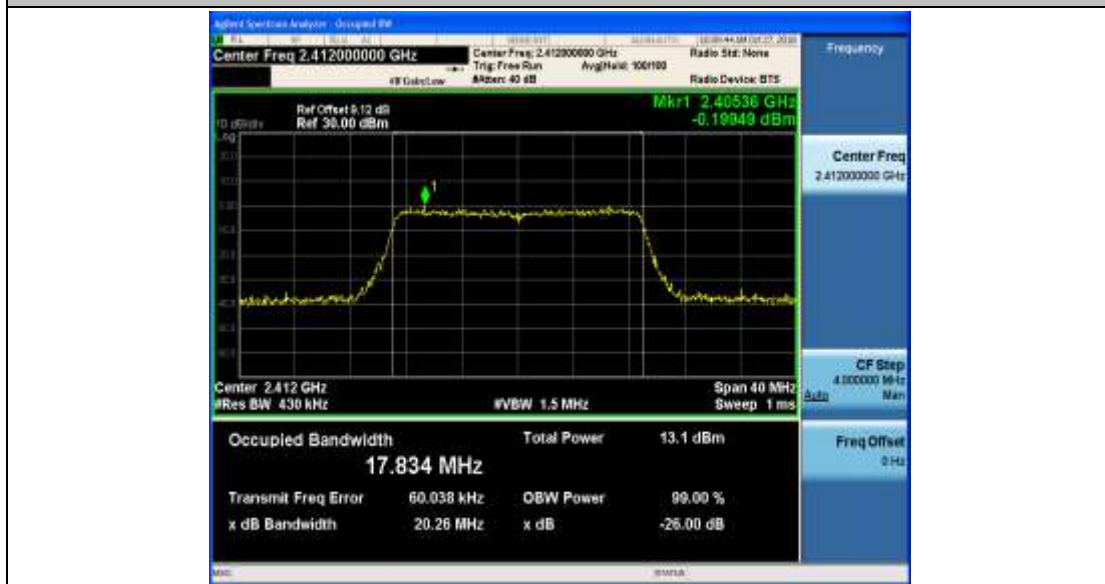 Agilent Spectrum Analyzer - Occupied BW
Center Freq 2.412000000 GHz
Center Freq: 2.412000000 GHz
Trig: Free Run Avg|Hold: 100/100
#IFGain:Low #Atten: 40 dB
Radio Std: None
Radio Device: BTS
Ref Offset 9.12 dB
10 dB/div Ref 30.00 dBm
Log
Mkr1 2.40536 GHz
-0.19949 dBm
1
Center 2.412 GHz Span 40 MHz
#Res BW 430 kHz #VBW 1.5 MHz Sweep 1 ms
Occupied Bandwidth Total Power 13.1 dBm
17.834 MHz
Transmit Freq Error 60.038 kHz OBW Power 99.00 %
x dB Bandwidth 20.26 MHz x dB -26.00 dB
MSG STATUS
Frequency
Center Freq
2.412000000 GHz
CF Step
4.000000 MHz
Auto Man
Freq Offset
0 Hz